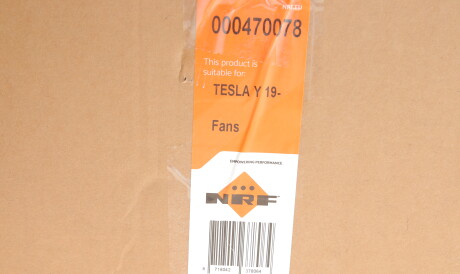 000470078
This product is
suitable for:
TESLA Y 19-
Fans
NRF